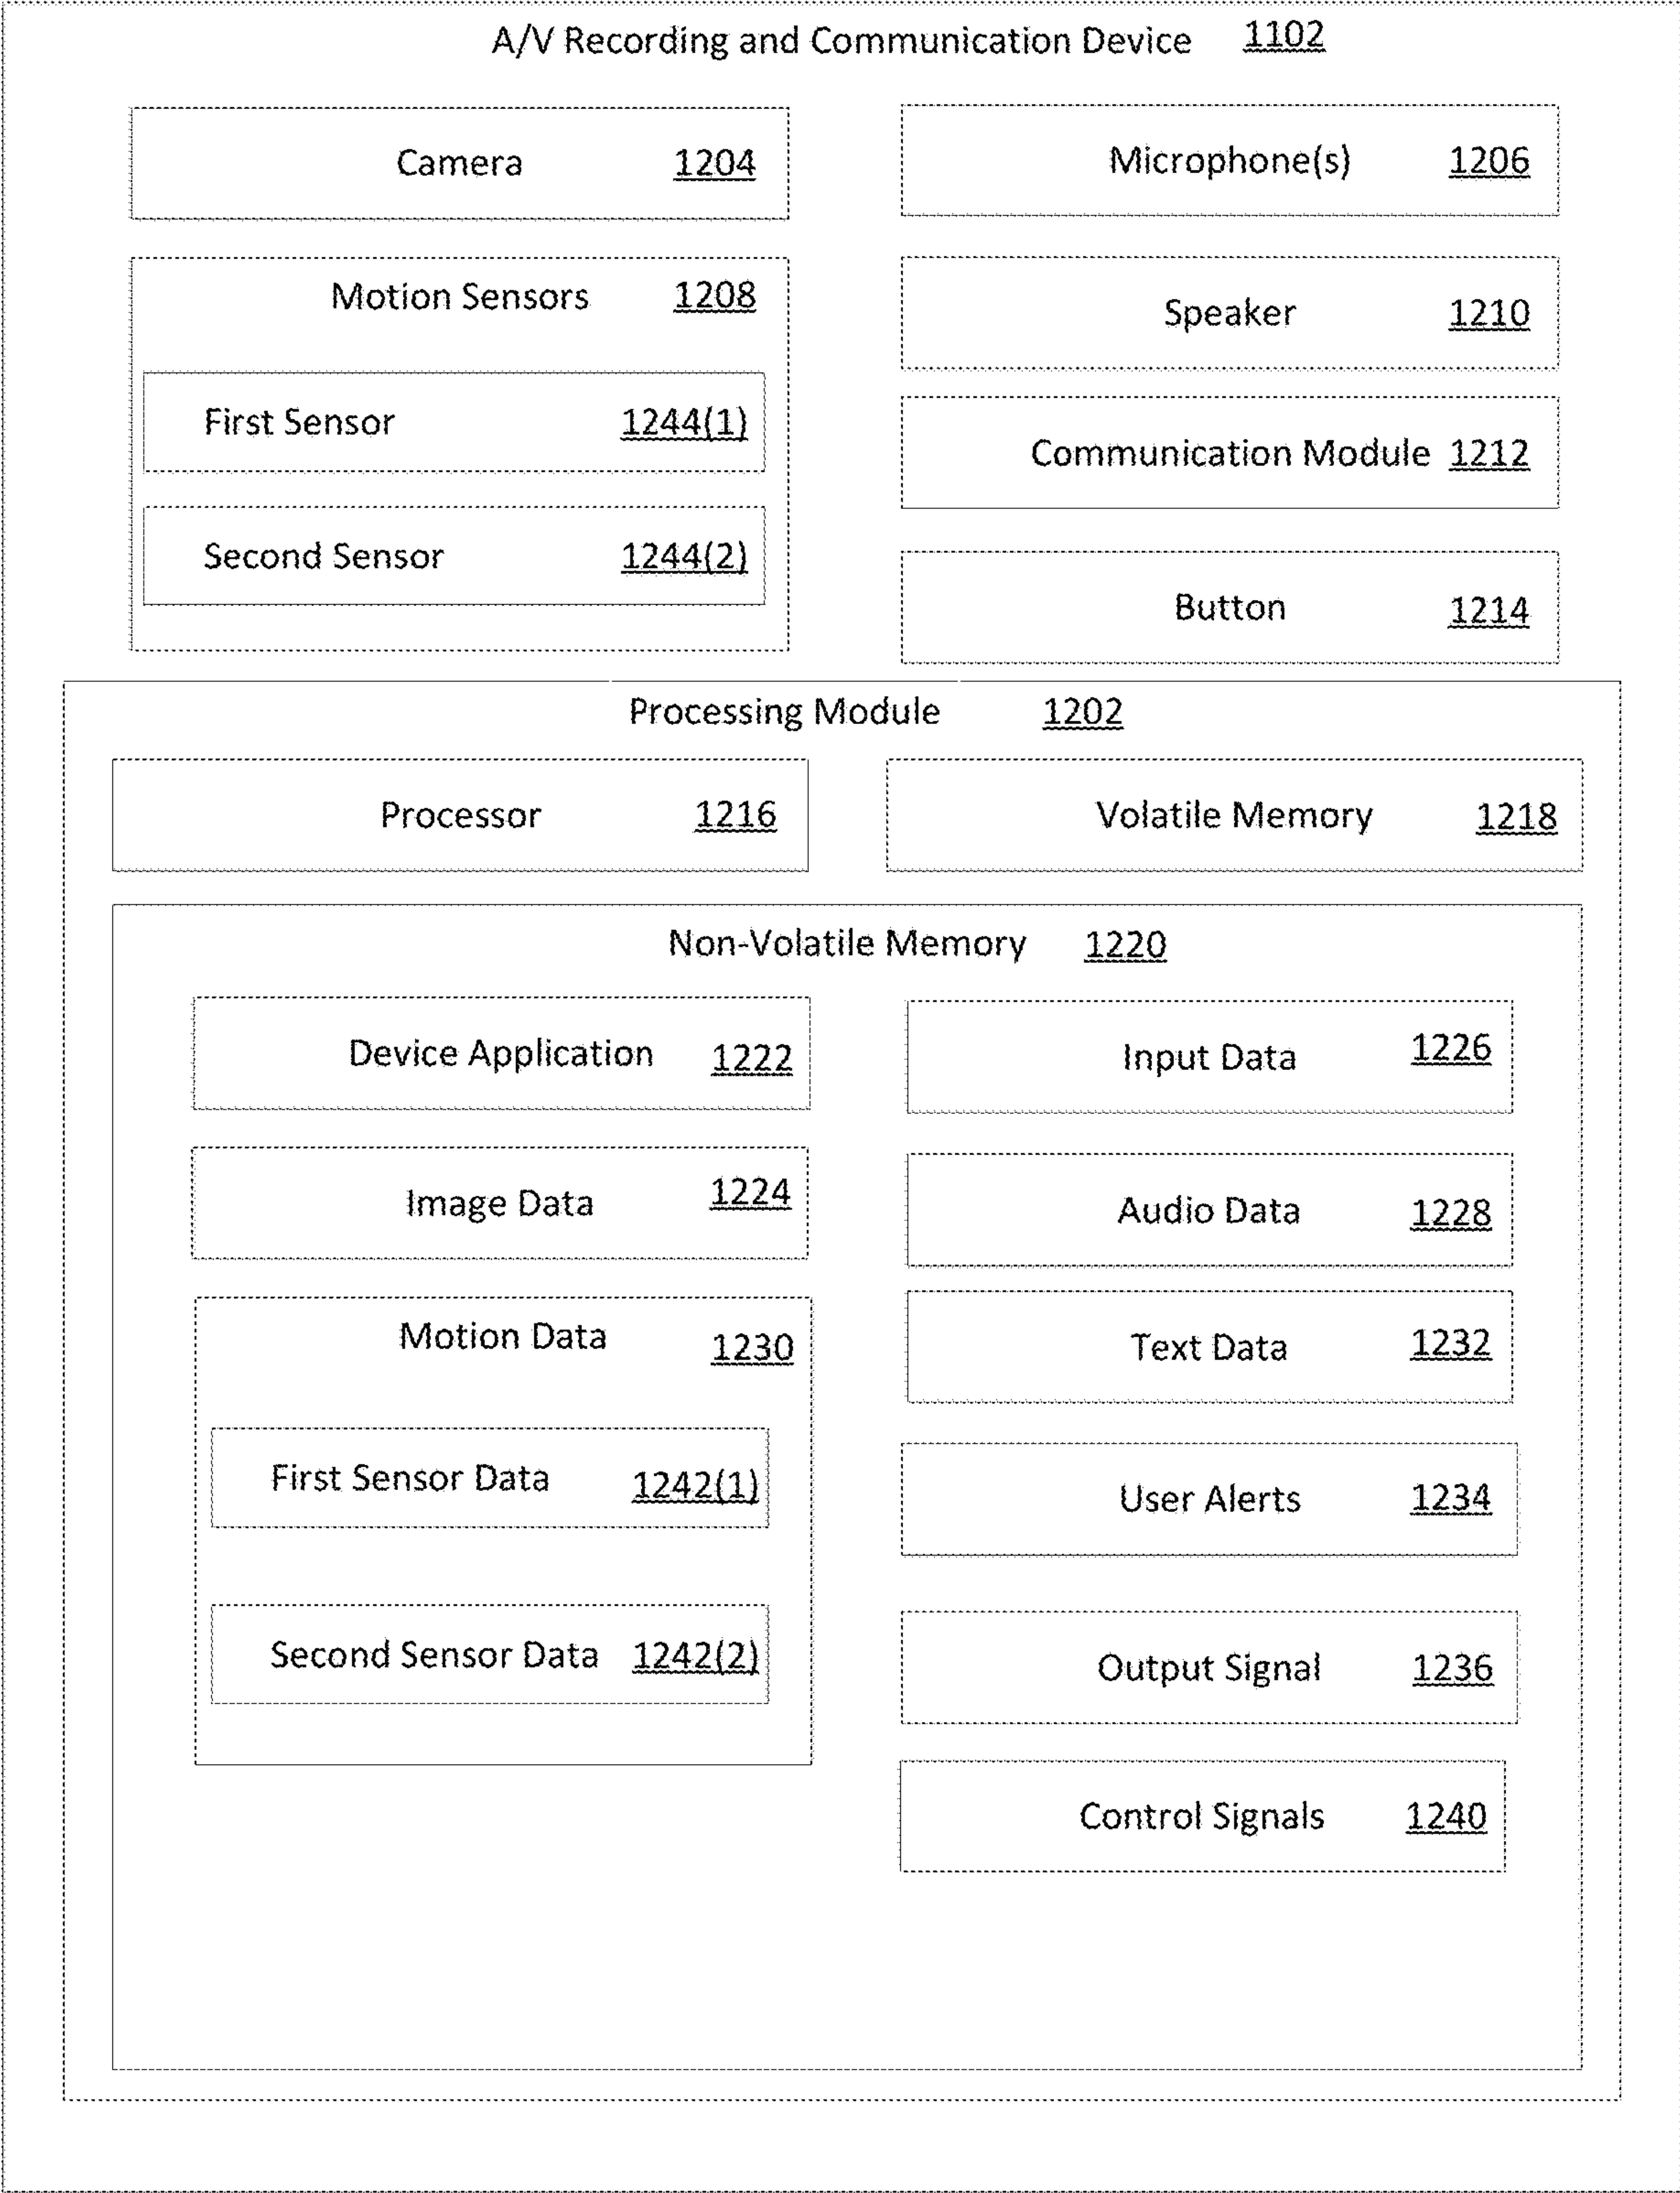 A/V Recording and Communication Device 1102
Camera 1204
Microphone(s) 1206
Motion Sensors 1208
First Sensor 1244(1)
Second Sensor 1244(2)
Speaker 1210
Communication Module 1212
Button 1214
Processing Module 1202
Processor 1216
Volatile Memory 1218
Non-Volatile Memory 1220
Device Application 1222
Input Data 1226
Image Data 1224
Audio Data 1228
Motion Data 1230
First Sensor Data 1242(1)
Second Sensor Data 1242(2)
Text Data 1232
User Alerts 1234
Output Signal 1236
Control Signals 1240